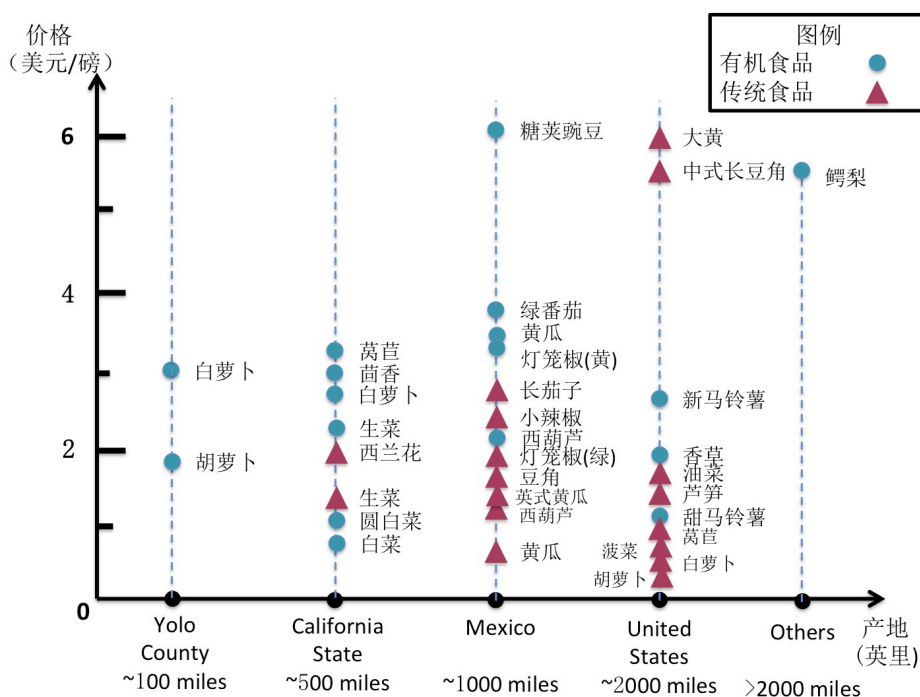 价格
（美元/磅）
图例
有机食品
传统食品
6
4
2
0
白萝卜
胡萝卜
莴苣
茴香
白萝卜
生菜
西兰花
生菜
圆白菜
白菜
糖荚豌豆
绿番茄
黄瓜
灯笼椒(黄)
长茄子
小辣椒
西葫芦
灯笼椒(绿)
豆角
英式黄瓜
西葫芦
黄瓜
大黄
中式长豆角
新马铃薯
香草
油菜
芦笋
甜马铃薯
莴苣
菠菜
白萝卜
胡萝卜
鳄梨
Yolo
County
~100 miles
California
State
~500 miles
Mexico
~1000 miles
United
States
~2000 miles
Others
>2000 miles
产地
(英里)